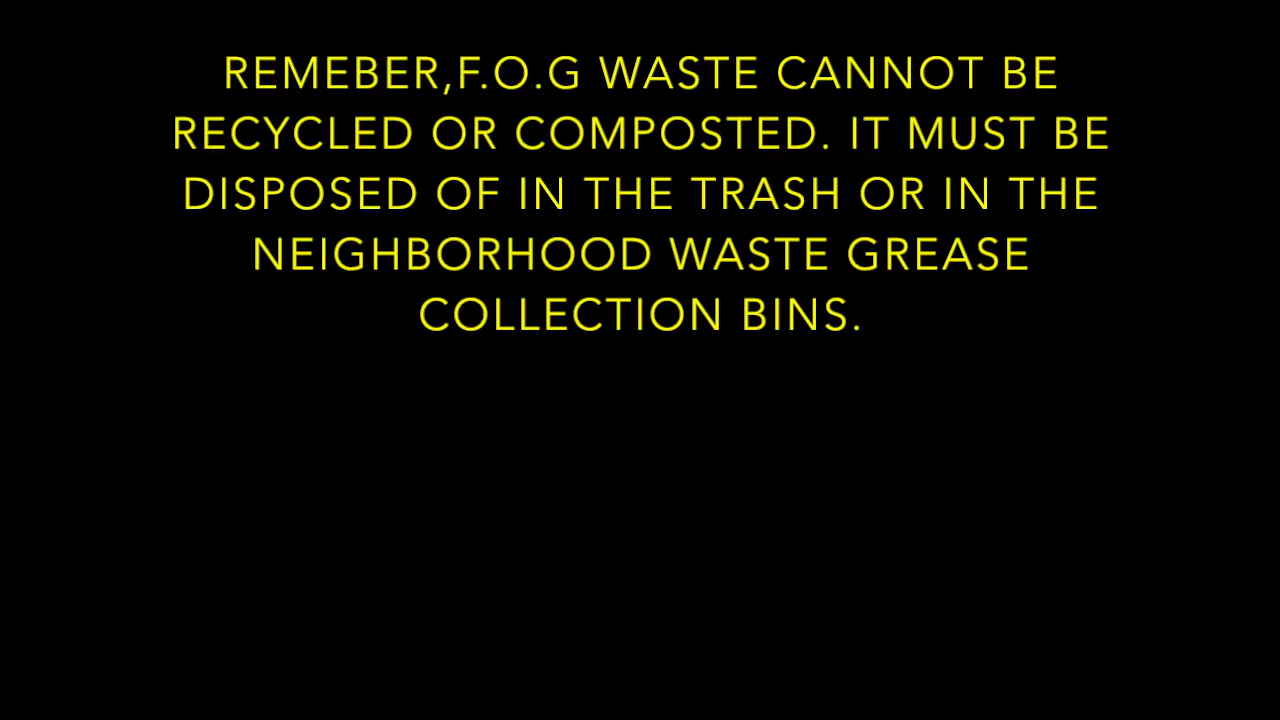 REMEBER,F.O.G WASTE CANNOT BE
RECYCLED OR COMPOSTED. IT MUST BE
DISPOSED OF IN THE TRASH OR IN THE
NEIGHBORHOOD WASTE GREASE
COLLECTION BINS.